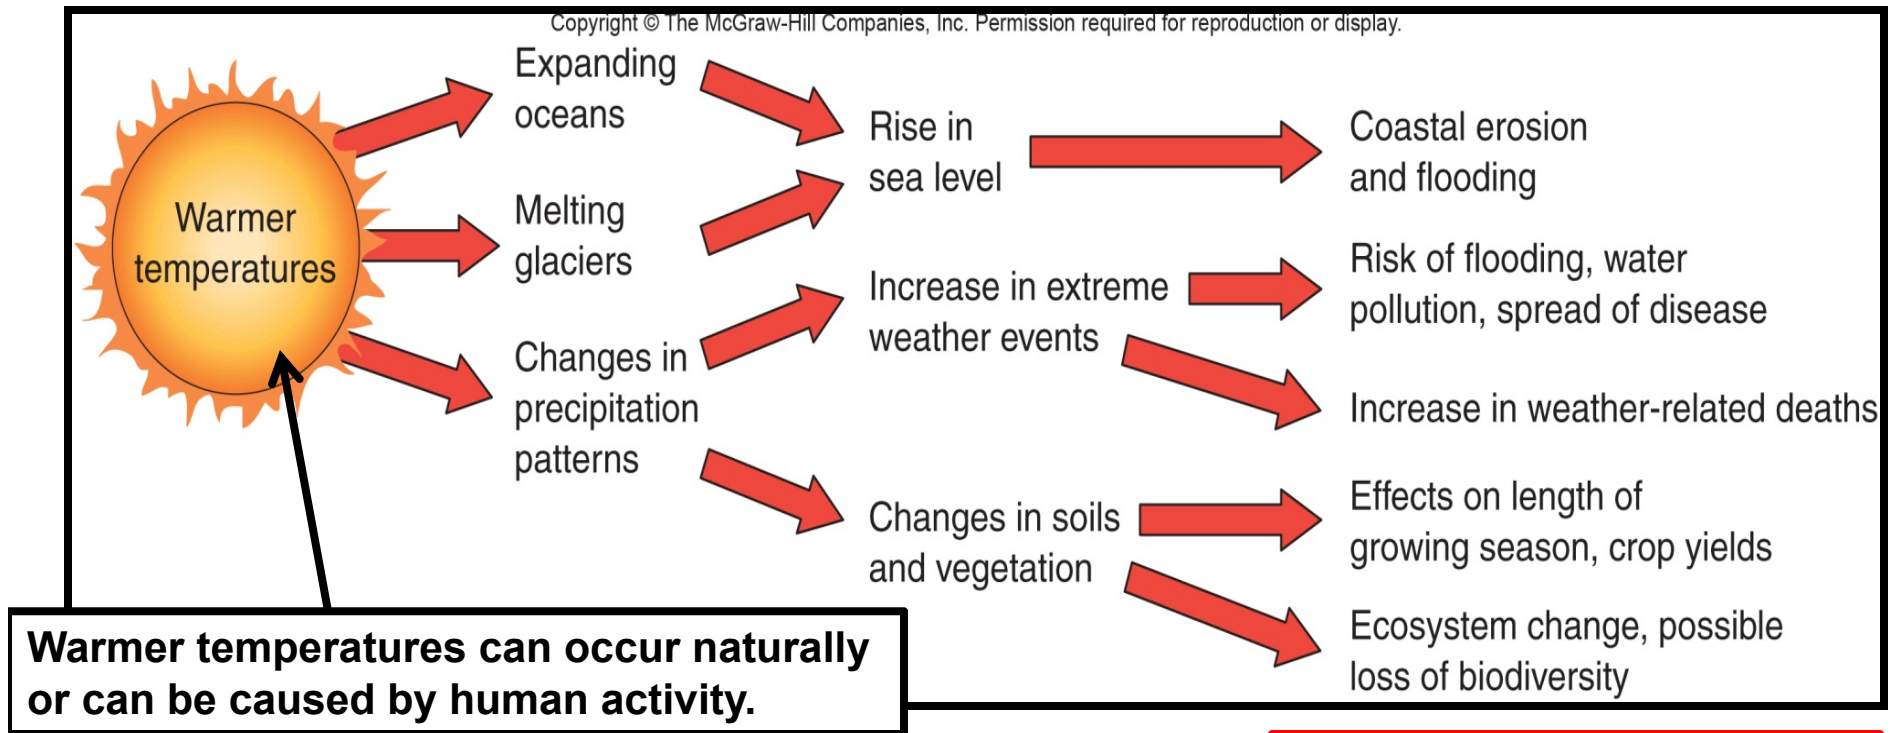 Copyright © The McGraw-Hill Companies, Inc. Permission required for reproduction or display.
Warmer
temperatures
Expanding
oceans
Melting
glaciers
Changes in
precipitation
patterns
Rise in
sea level
Increase in extreme
weather events
Changes in soils
and vegetation
Coastal erosion
and flooding
Risk of flooding, water
pollution, spread of disease
Increase in weather-related deaths
Effects on length of
growing season, crop yields
Ecosystem change, possible
loss of biodiversity
Warmer temperatures can occur naturally
or can be caused by human activity.